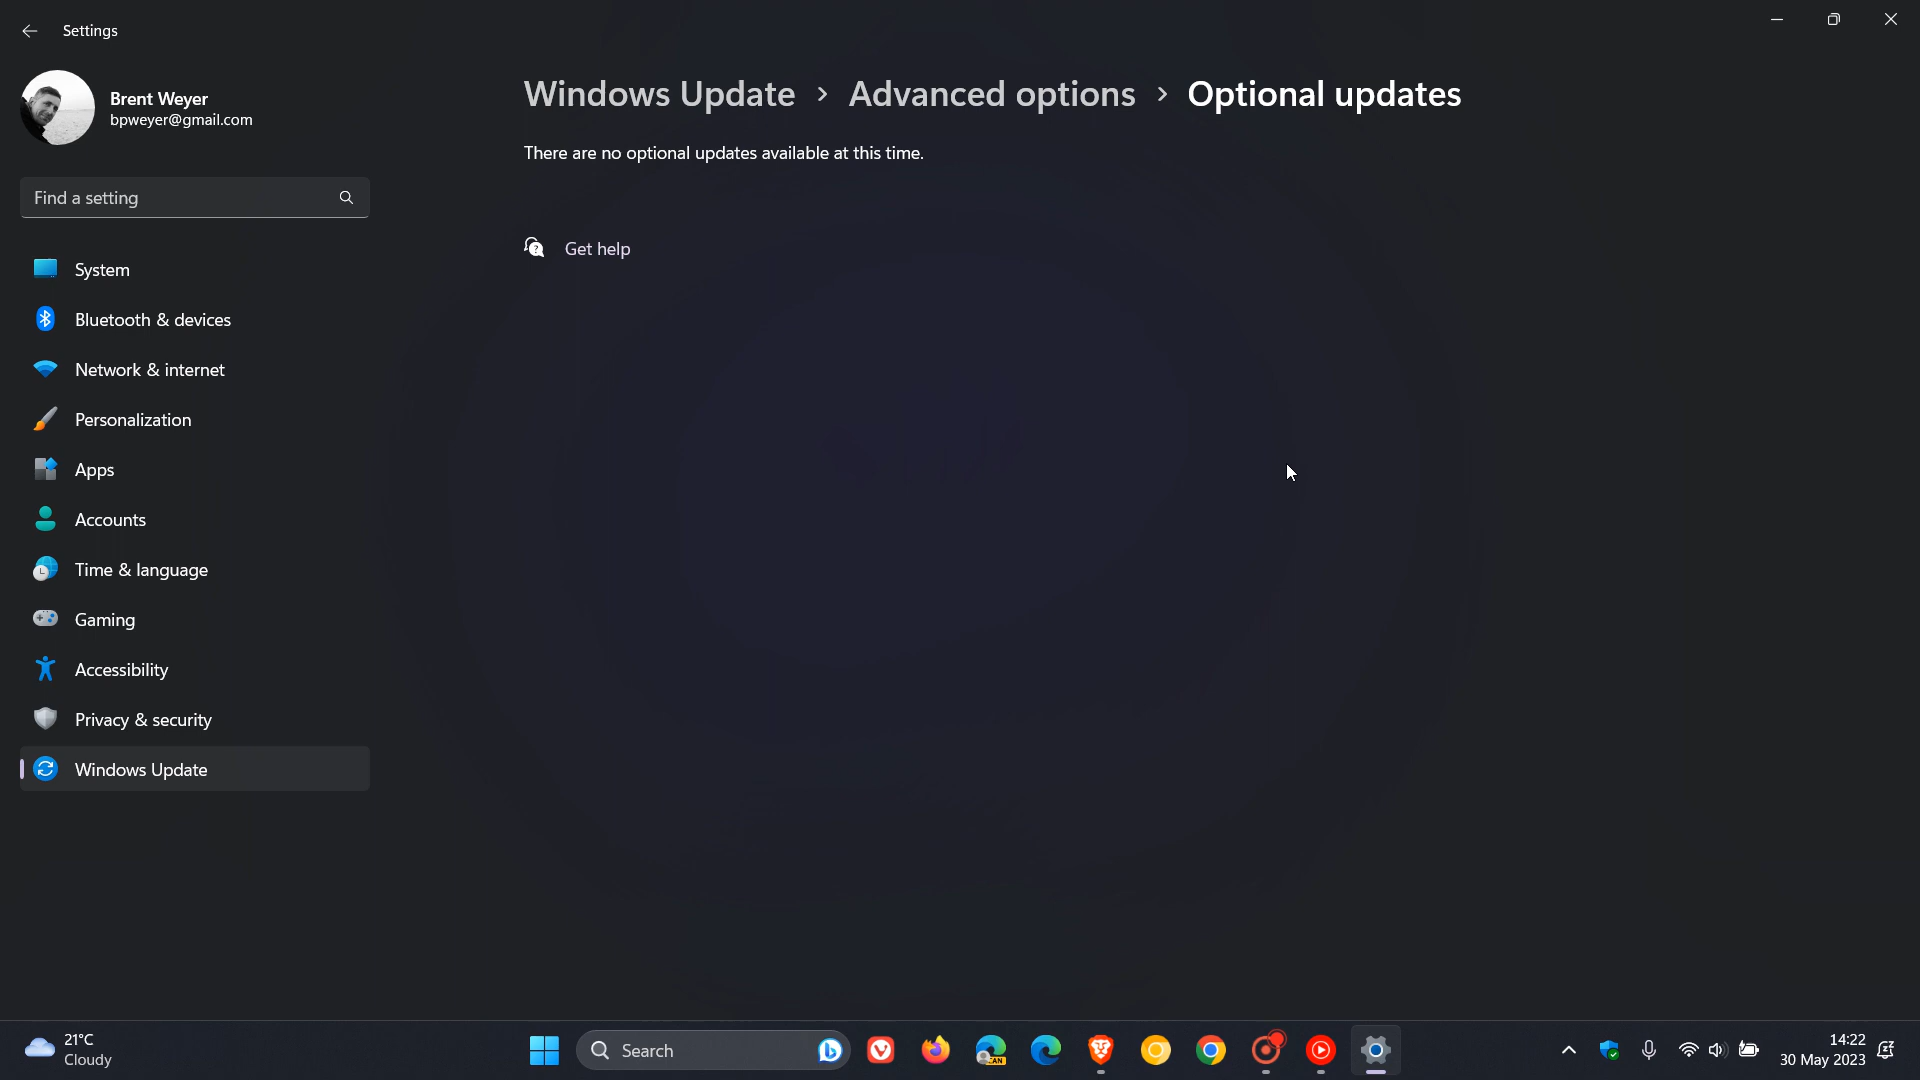 Settings
Brent Weyer
bpweyer@gmail.com
Find a setting
System
Bluetooth & devices
Network & internet
Personalization
Apps
Accounts
Time & language
Gaming
Accessibility
Privacy & security
Windows Update
Windows Update > Advanced options > Optional updates
There are no optional updates available at this time.
Get help
21°C
Cloudy
Search
CAN
14:22
30 May 2023